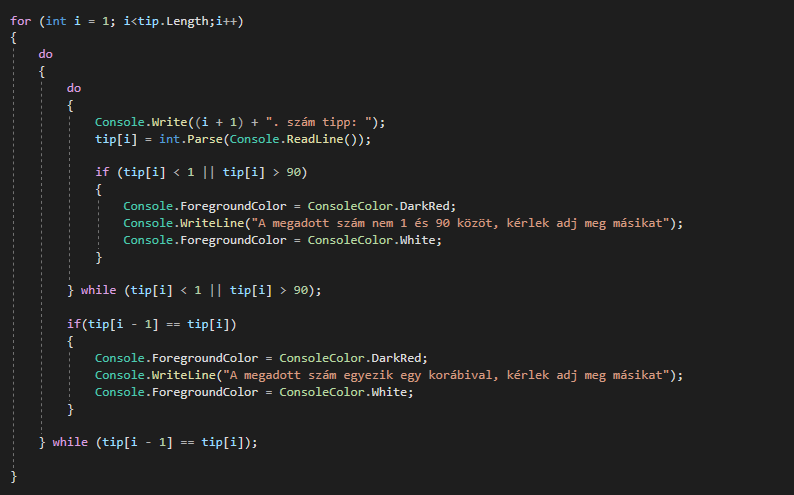 for (int i = 1; i<tip.Length;i++)
{
do
{
do
{
Console.Write((i + 1) + ". szám tipp: ");
tip[i] = int.Parse(Console.ReadLine());
if (tip[i] < 1 || tip[i] > 90)
{
Console.ForegroundColor = ConsoleColor.DarkRed;
Console.WriteLine("A megadott szám nem 1 és 90 közöt, kérlek adj meg másikat");
Console.ForegroundColor = ConsoleColor.White;
}
} while (tip[i] < 1 || tip[i] > 90);
if(tip[i - 1] == tip[i])
{
Console.ForegroundColor = ConsoleColor.DarkRed;
Console.WriteLine("A megadott szám egyezik egy korábival, kérlek adj meg másikat");
Console.ForegroundColor = ConsoleColor.White;
}
} while (tip[i - 1] == tip[i]);
}